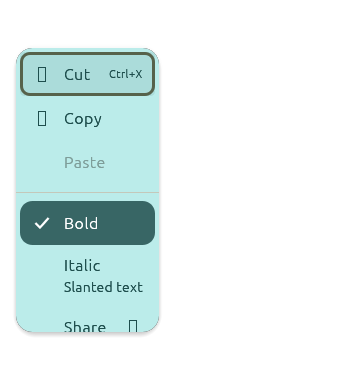 Cut Ctrl+X
Copy
Paste
Bold
Italic
Slanted text
Share